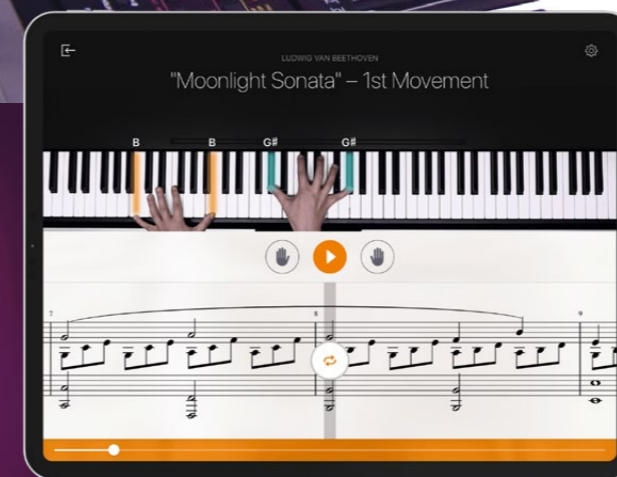 LUDWIG VAN BEETHOVEN
"Moonlight Sonata" – 1st Movement
B B G# G#
7 8 9